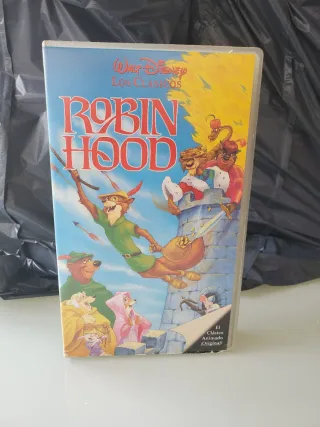 WALT DISNEY
LOS CLÁSICOS
ROBIN
HOOD
El
Clásico
Animado
¡Original!